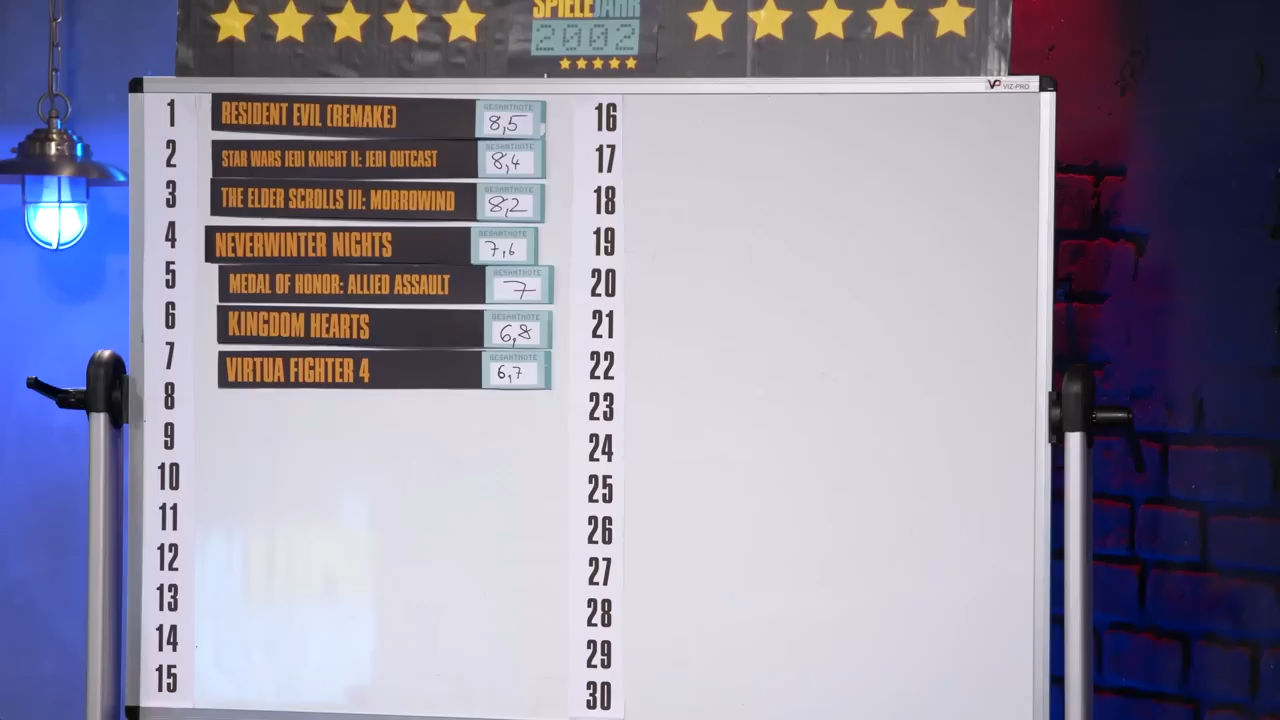 SPIELEJAHR
2002
VIZ-PRO
1 RESIDENT EVIL (REMAKE) GESAMTNOTE 8,5
2 STAR WARS JEDI KNIGHT II: JEDI OUTCAST GESAMTNOTE 8,4
3 THE ELDER SCROLLS III: MORROWIND GESAMTNOTE 8,2
4 NEVERWINTER NIGHTS GESAMTNOTE 7,6
5 MEDAL OF HONOR: ALLIED ASSAULT GESAMTNOTE 7
6 KINGDOM HEARTS GESAMTNOTE 6,8
7 VIRTUA FIGHTER 4 GESAMTNOTE 6,7
8
9
10
11
12
13
14
15
16
17
18
19
20
21
22
23
24
25
26
27
28
29
30